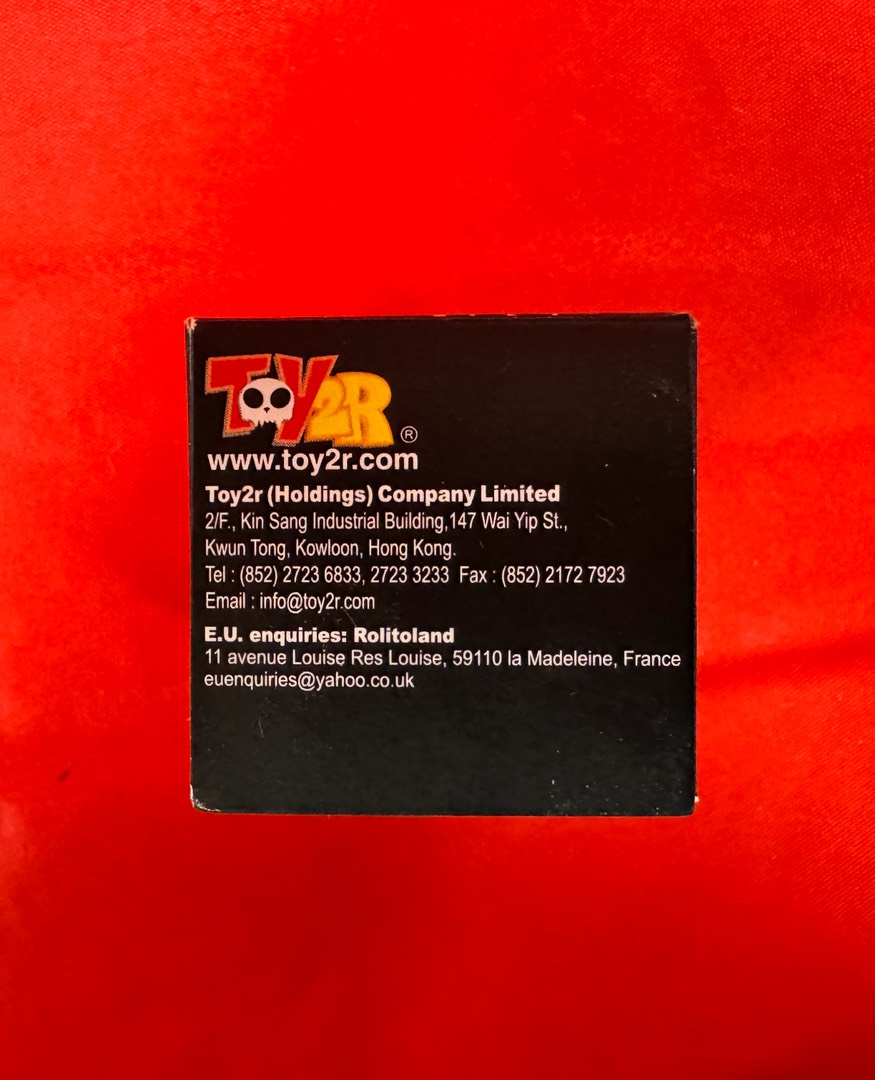 TOY2R ®
www.toy2r.com
Toy2r (Holdings) Company Limited
2/F., Kin Sang Industrial Building,147 Wai Yip St.,
Kwun Tong, Kowloon, Hong Kong.
Tel : (852) 2723 6833, 2723 3233 Fax : (852) 2172 7923
Email : info@toy2r.com
E.U. enquiries: Rolitoland
11 avenue Louise Res Louise, 59110 la Madeleine, France
euenquiries@yahoo.co.uk